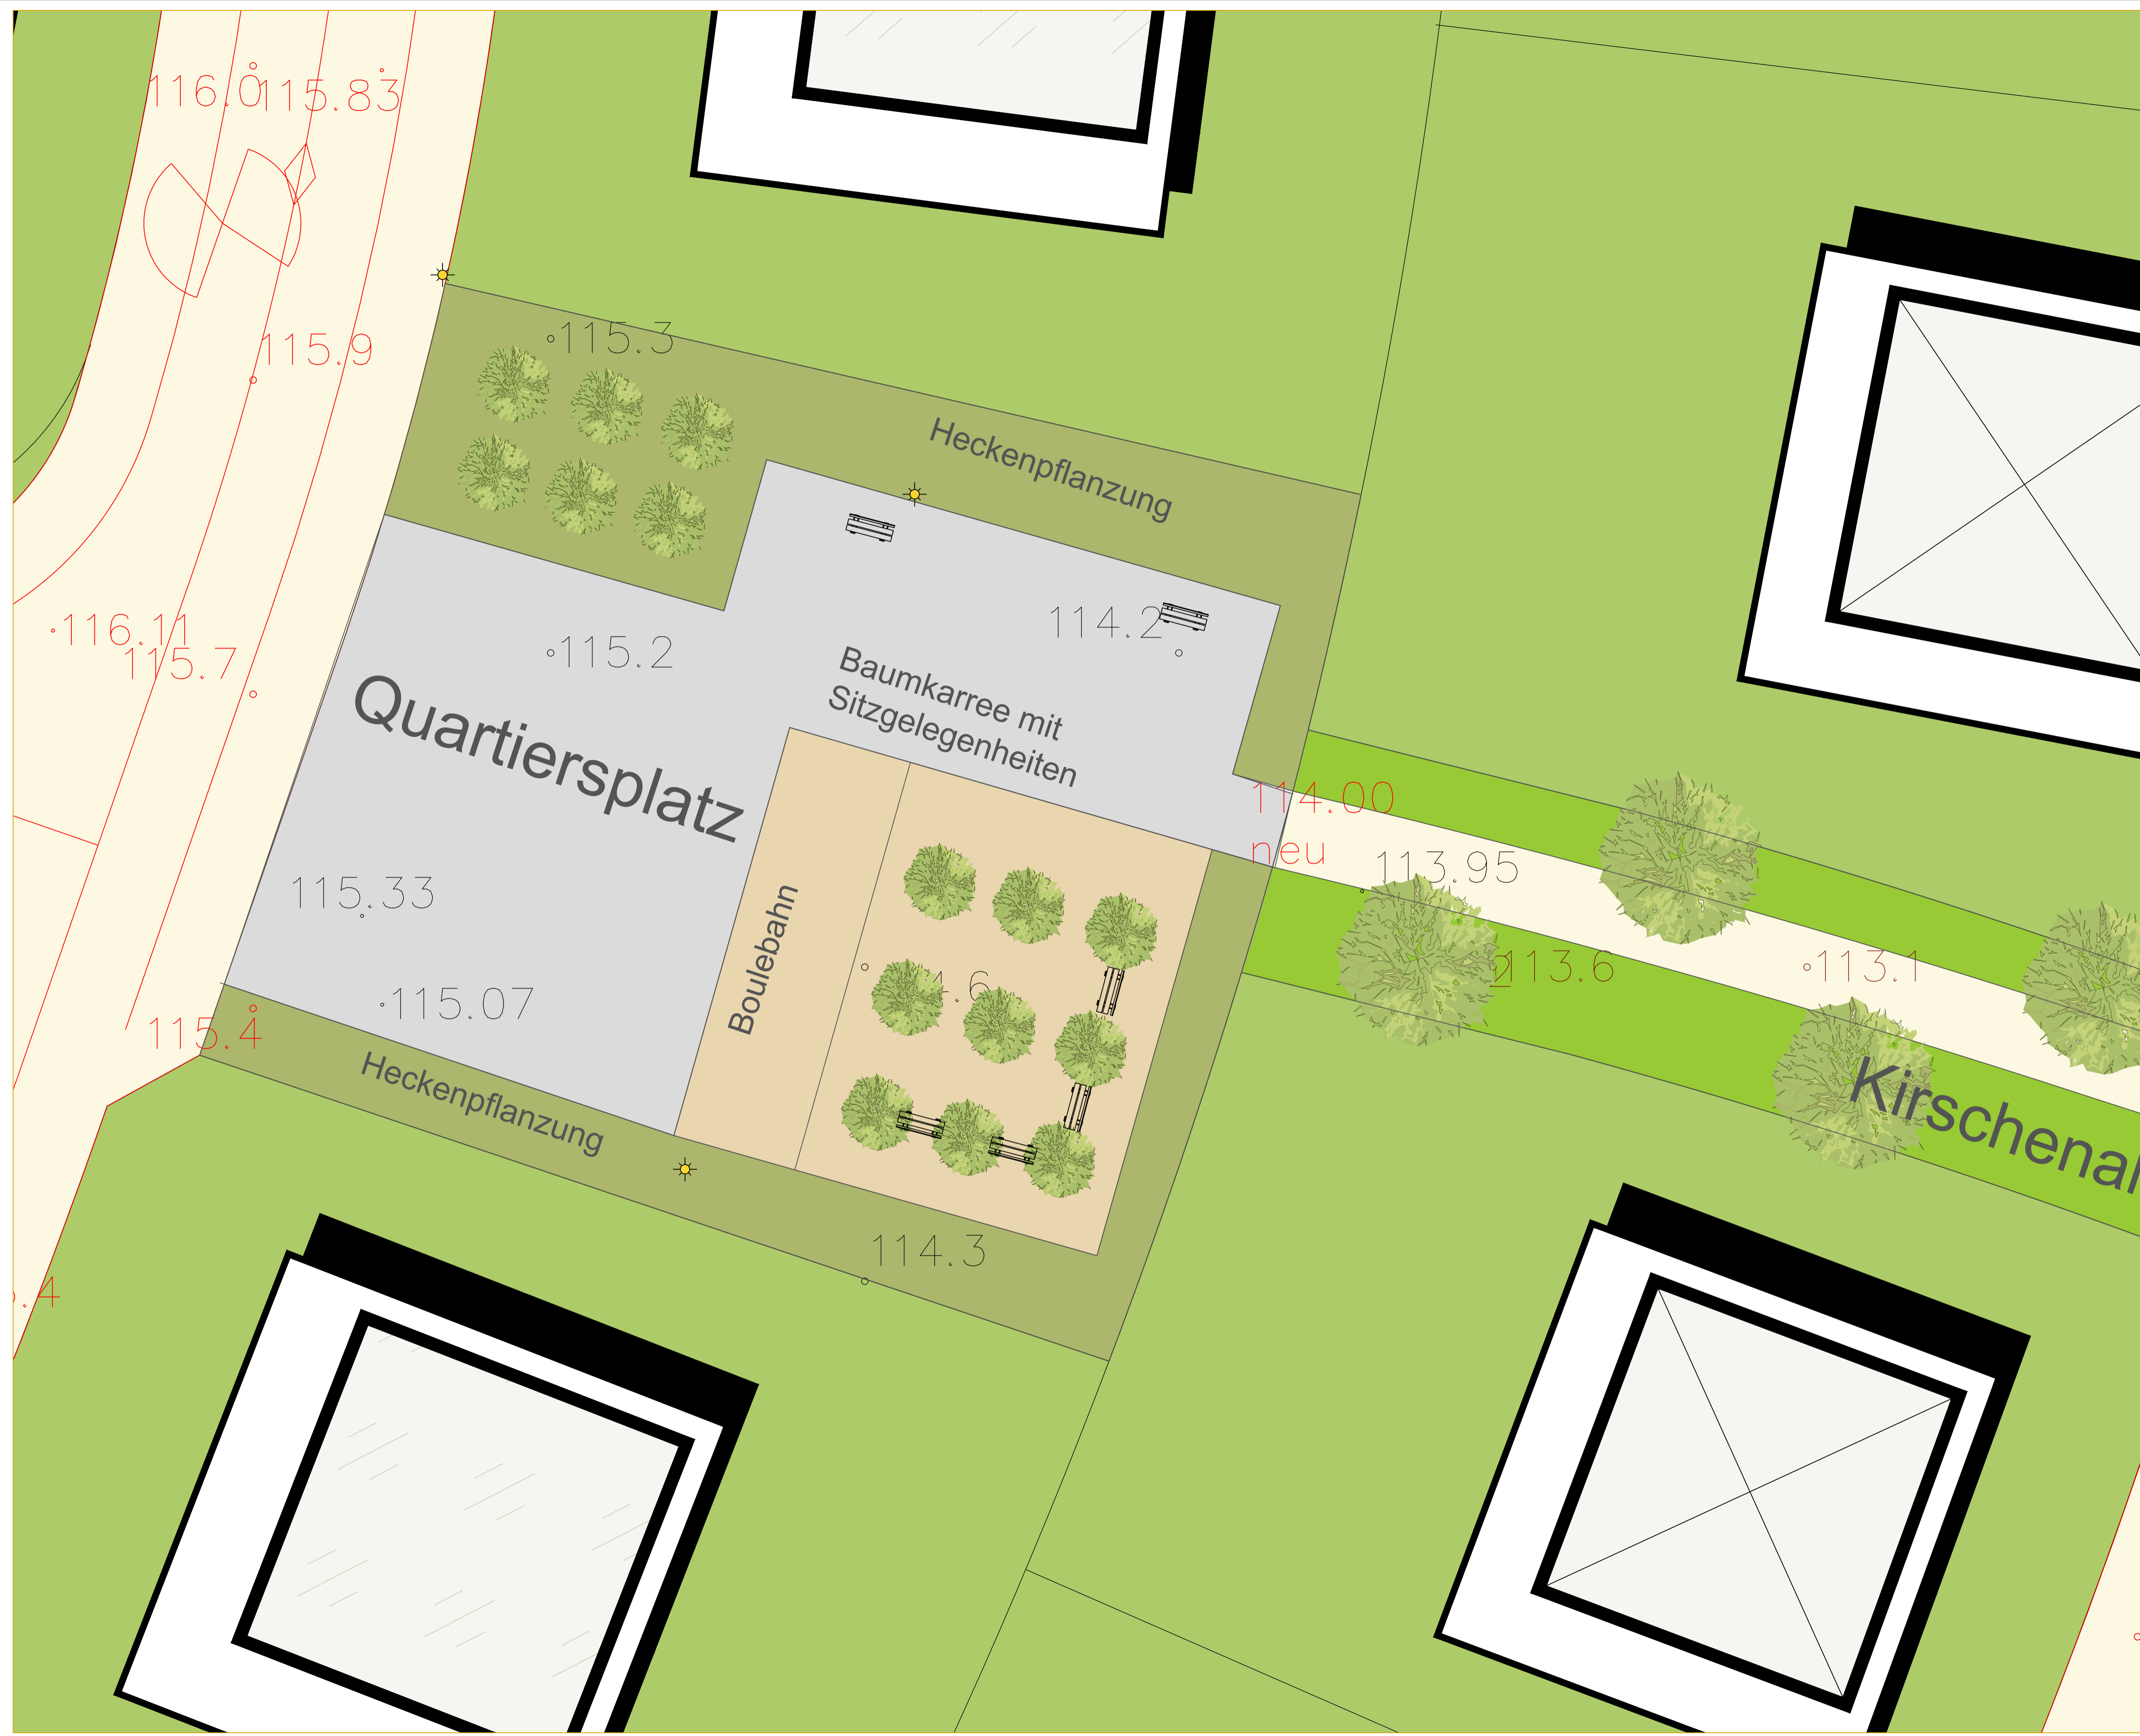 116.0
115.83
115.9
115.3
Heckenpflanzung
116.11
115.7
115.2
114.2
Baumkarree mit
Sitzgelegenheiten
Quartiersplatz
114.00
neu
113.95
115.33
Boulebahn
113.6
113.1
115.07
115.4
Heckenpflanzung
114.3